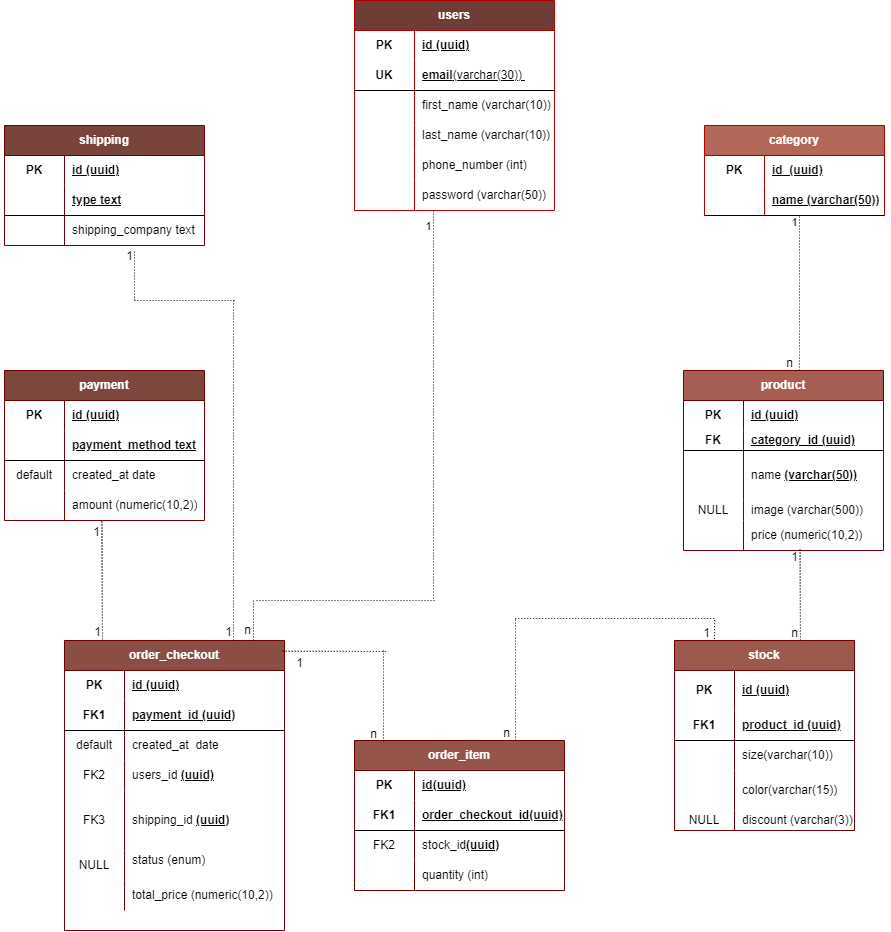 users
PK id (uuid)
UK email(varchar(30))
first_name (varchar(10))
last_name (varchar(10))
phone_number (int)
password (varchar(50))
1
shipping
PK id (uuid)
type text
shipping_company text
1
category
PK id (uuid)
name (varchar(50))
1
n
payment
PK id (uuid)
payment_method text
default created_at date
amount (numeric(10,2))
1
product
PK id (uuid)
FK category_id (uuid)
name (varchar(50))
NULL image (varchar(500))
price (numeric(10,2))
1
1
1
n
order_checkout
PK id (uuid)
FK1 payment_id (uuid)
default created_at date
FK2 users_id (uuid)
FK3 shipping_id (uuid)
NULL status (enum)
total_price (numeric(10,2))
1
n
n
order_item
PK id(uuid)
FK1 order_checkout_id(uuid)
FK2 stock_id(uuid)
quantity (int)
1
n
stock
PK id (uuid)
FK1 product_id (uuid)
size(varchar(10))
color(varchar(15))
NULL discount (varchar(3))